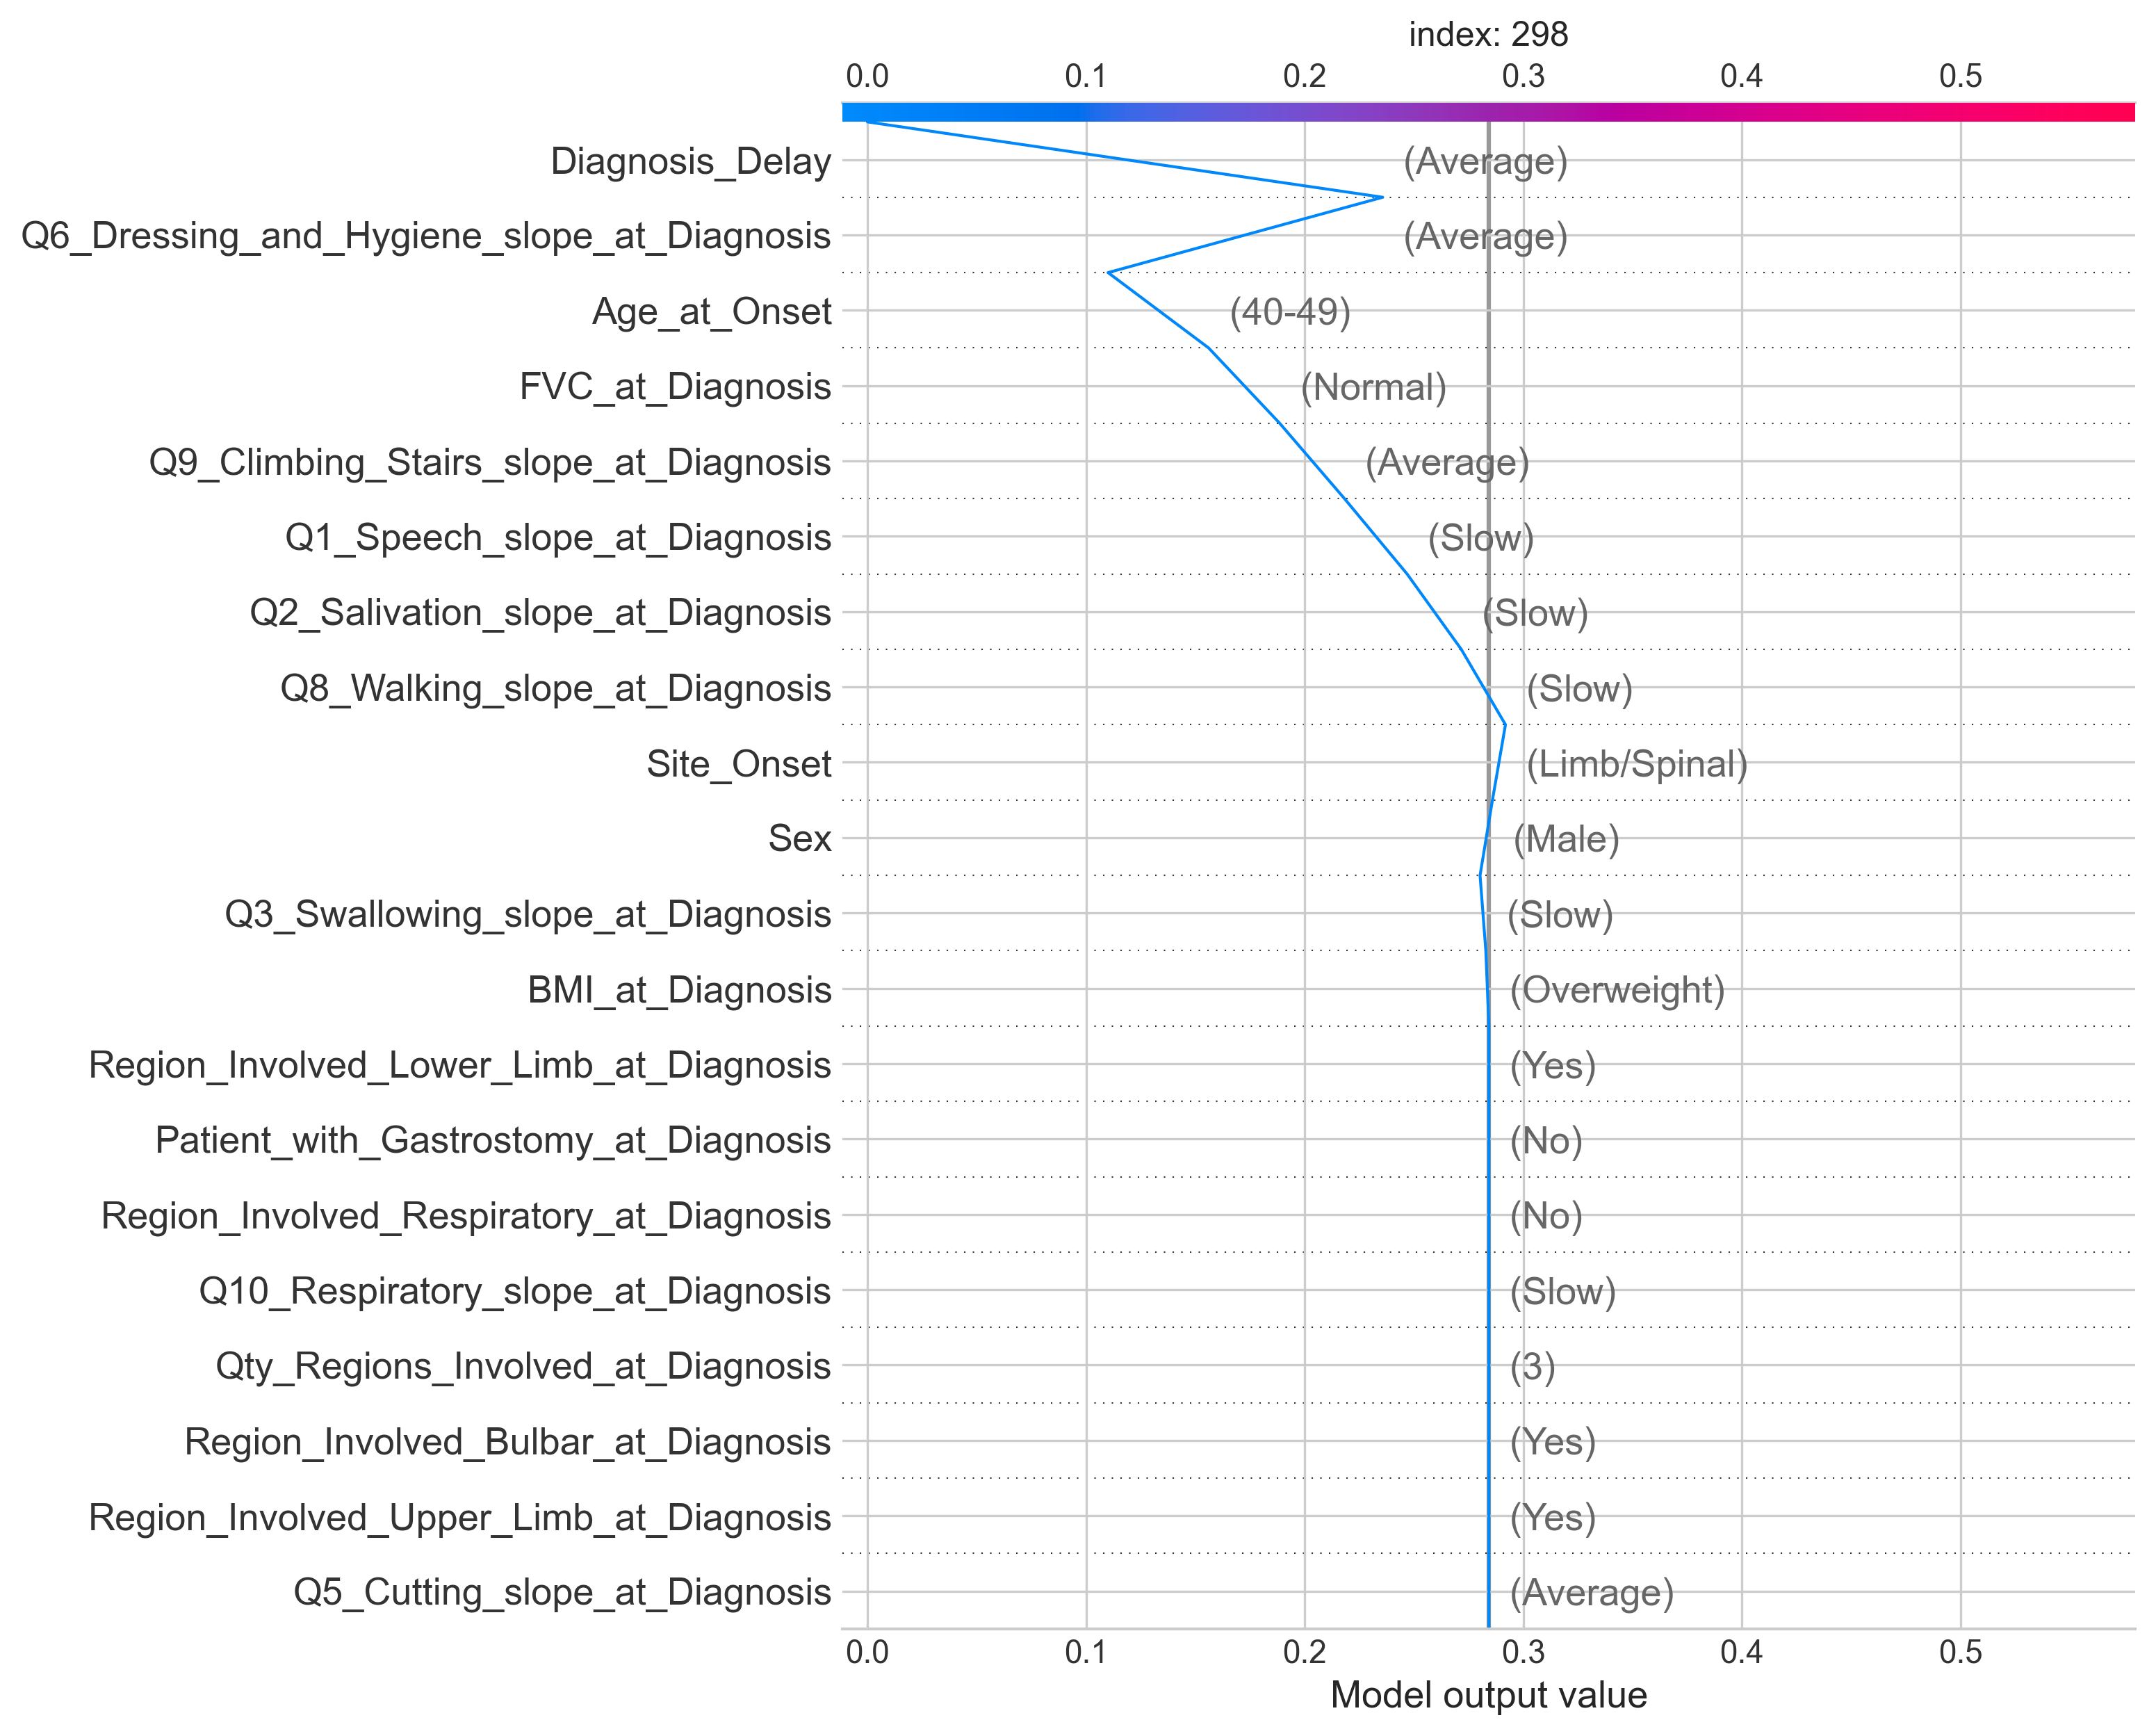 index: 298
0.0 0.1 0.2 0.3 0.4 0.5
Diagnosis_Delay (Average)
Q6_Dressing_and_Hygiene_slope_at_Diagnosis (Average)
Age_at_Onset (40-49)
FVC_at_Diagnosis (Normal)
Q9_Climbing_Stairs_slope_at_Diagnosis (Average)
Q1_Speech_slope_at_Diagnosis (Slow)
Q2_Salivation_slope_at_Diagnosis (Slow)
Q8_Walking_slope_at_Diagnosis (Slow)
Site_Onset (Limb/Spinal)
Sex (Male)
Q3_Swallowing_slope_at_Diagnosis (Slow)
BMI_at_Diagnosis (Overweight)
Region_Involved_Lower_Limb_at_Diagnosis (Yes)
Patient_with_Gastrostomy_at_Diagnosis (No)
Region_Involved_Respiratory_at_Diagnosis (No)
Q10_Respiratory_slope_at_Diagnosis (Slow)
Qty_Regions_Involved_at_Diagnosis (3)
Region_Involved_Bulbar_at_Diagnosis (Yes)
Region_Involved_Upper_Limb_at_Diagnosis (Yes)
Q5_Cutting_slope_at_Diagnosis (Average)
0.0 0.1 0.2 0.3 0.4 0.5
Model output value